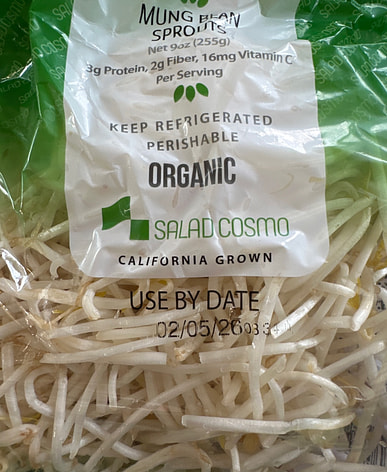 MUNG BEAN
SPROUTS
Net 9oz (255g)
3g Protein, 2g Fiber, 16mg Vitamin C
Per Serving
KEEP REFRIGERATED
PERISHABLE
ORGANIC
SALAD COSMO
CALIFORNIA GROWN
USE BY DATE
02/05/26